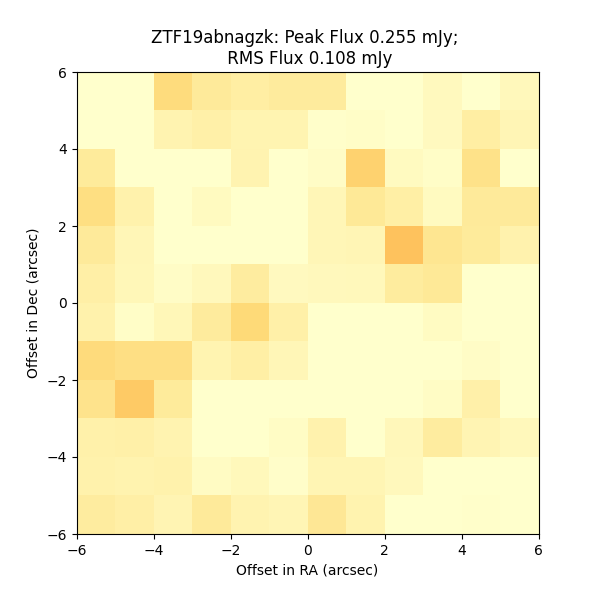 ZTF19abnagzk: Peak Flux 0.255 mJy;
RMS Flux 0.108 mJy
6
4
2
0
−2
−4
−6
Offset in Dec (arcsec)
−6 −4 −2 0 2 4 6
Offset in RA (arcsec)